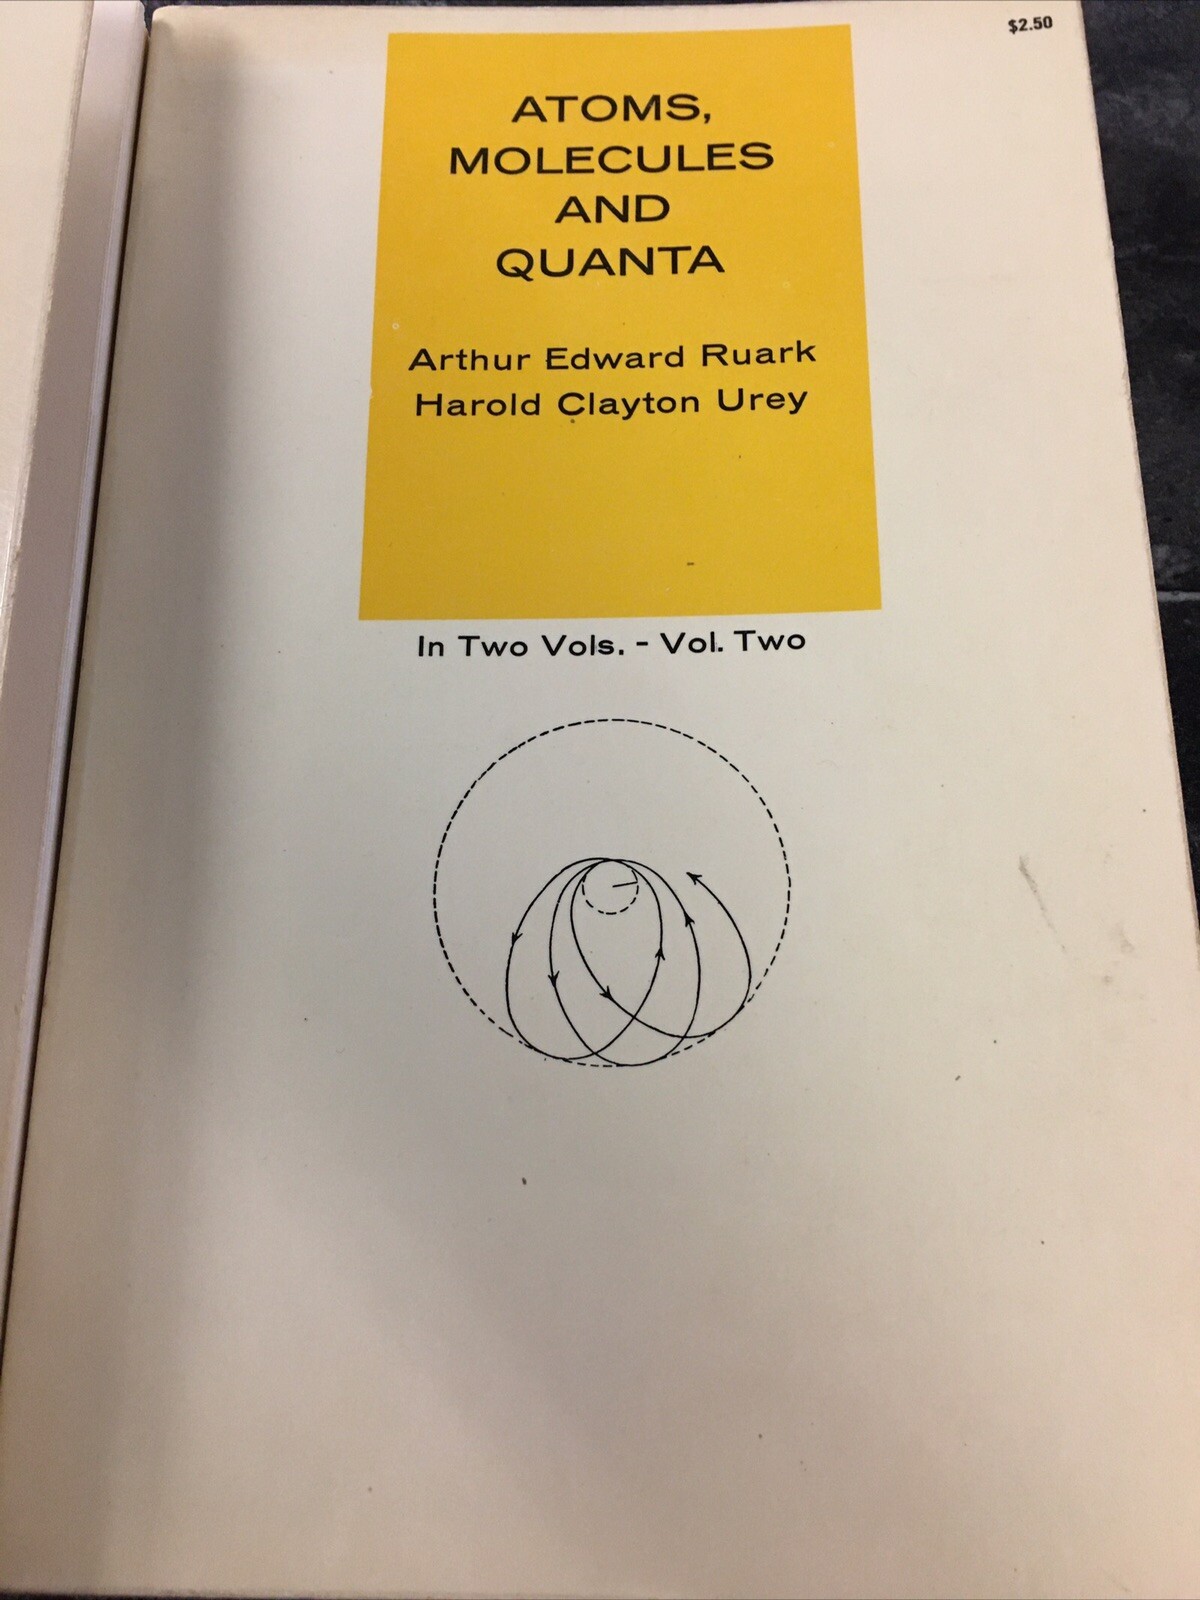 $2.50
ATOMS,
MOLECULES
AND
QUANTA
Arthur Edward Ruark
Harold Clayton Urey
In Two Vols. - Vol. Two